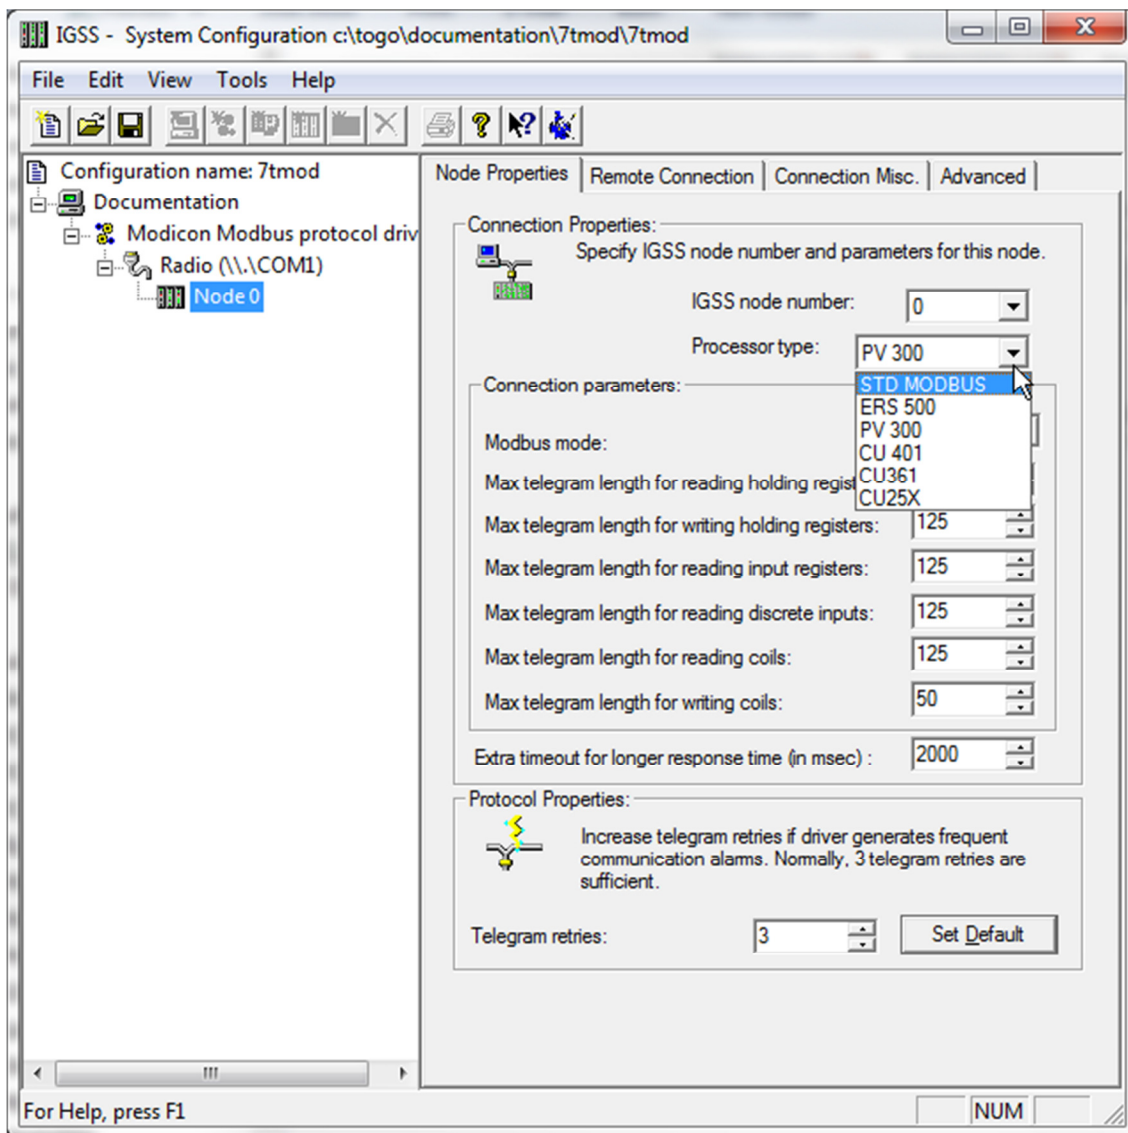 IGSS - System Configuration c:\togo\documentation\7tmod\7tmod
File Edit View Tools Help
Configuration name: 7tmod
Documentation
Modicon Modbus protocol driv
Radio (\\.\COM1)
Node 0
Node Properties Remote Connection Connection Misc. Advanced
Connection Properties:
Specify IGSS node number and parameters for this node.
IGSS node number: 0
Processor type: PV 300
STD MODBUS
ERS 500
PV 300
CU 401
CU361
CU25X
Connection parameters:
Modbus mode:
Max telegram length for reading holding regist
Max telegram length for writing holding registers: 125
Max telegram length for reading input registers: 125
Max telegram length for reading discrete inputs: 125
Max telegram length for reading coils: 125
Max telegram length for writing coils: 50
Extra timeout for longer response time (in msec) : 2000
Protocol Properties:
Increase telegram retries if driver generates frequent
communication alarms. Normally, 3 telegram retries are
sufficient.
Telegram retries: 3 Set Default
For Help, press F1 NUM